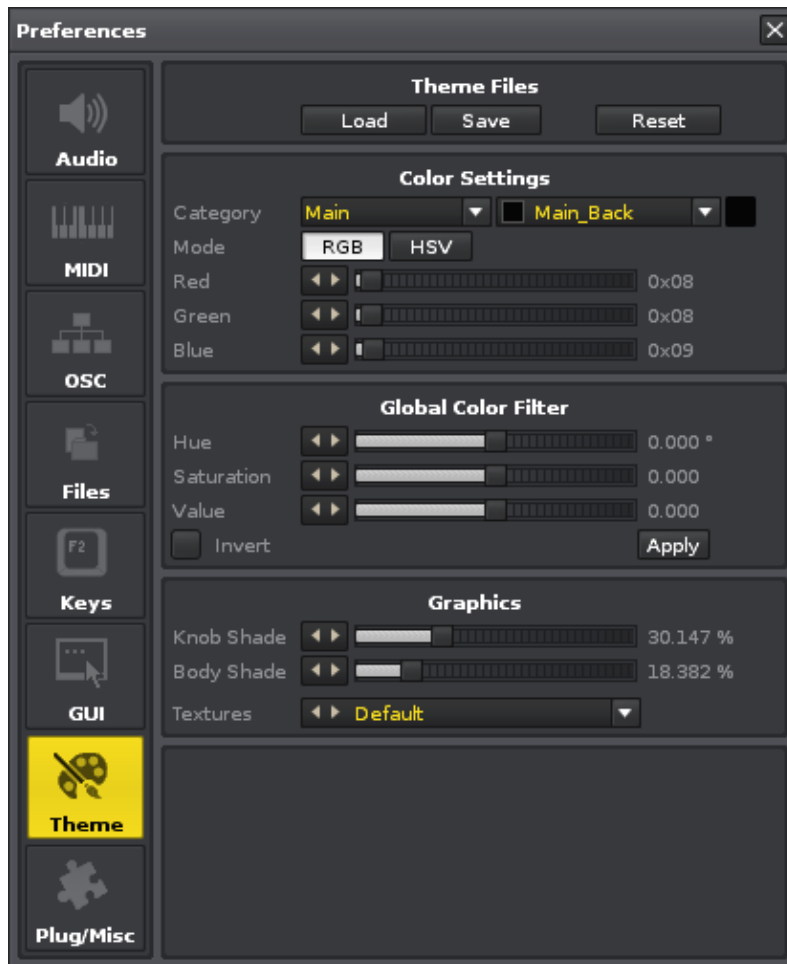 Preferences
Audio
MIDI
OSC
Files
F2
Keys
GUI
Theme
Plug/Misc
Theme Files
Load Save Reset
Color Settings
Category Main Main_Back
Mode RGB HSV
Red 0x08
Green 0x08
Blue 0x09
Global Color Filter
Hue 0.000 °
Saturation 0.000
Value 0.000
Invert Apply
Graphics
Knob Shade 30.147 %
Body Shade 18.382 %
Textures Default